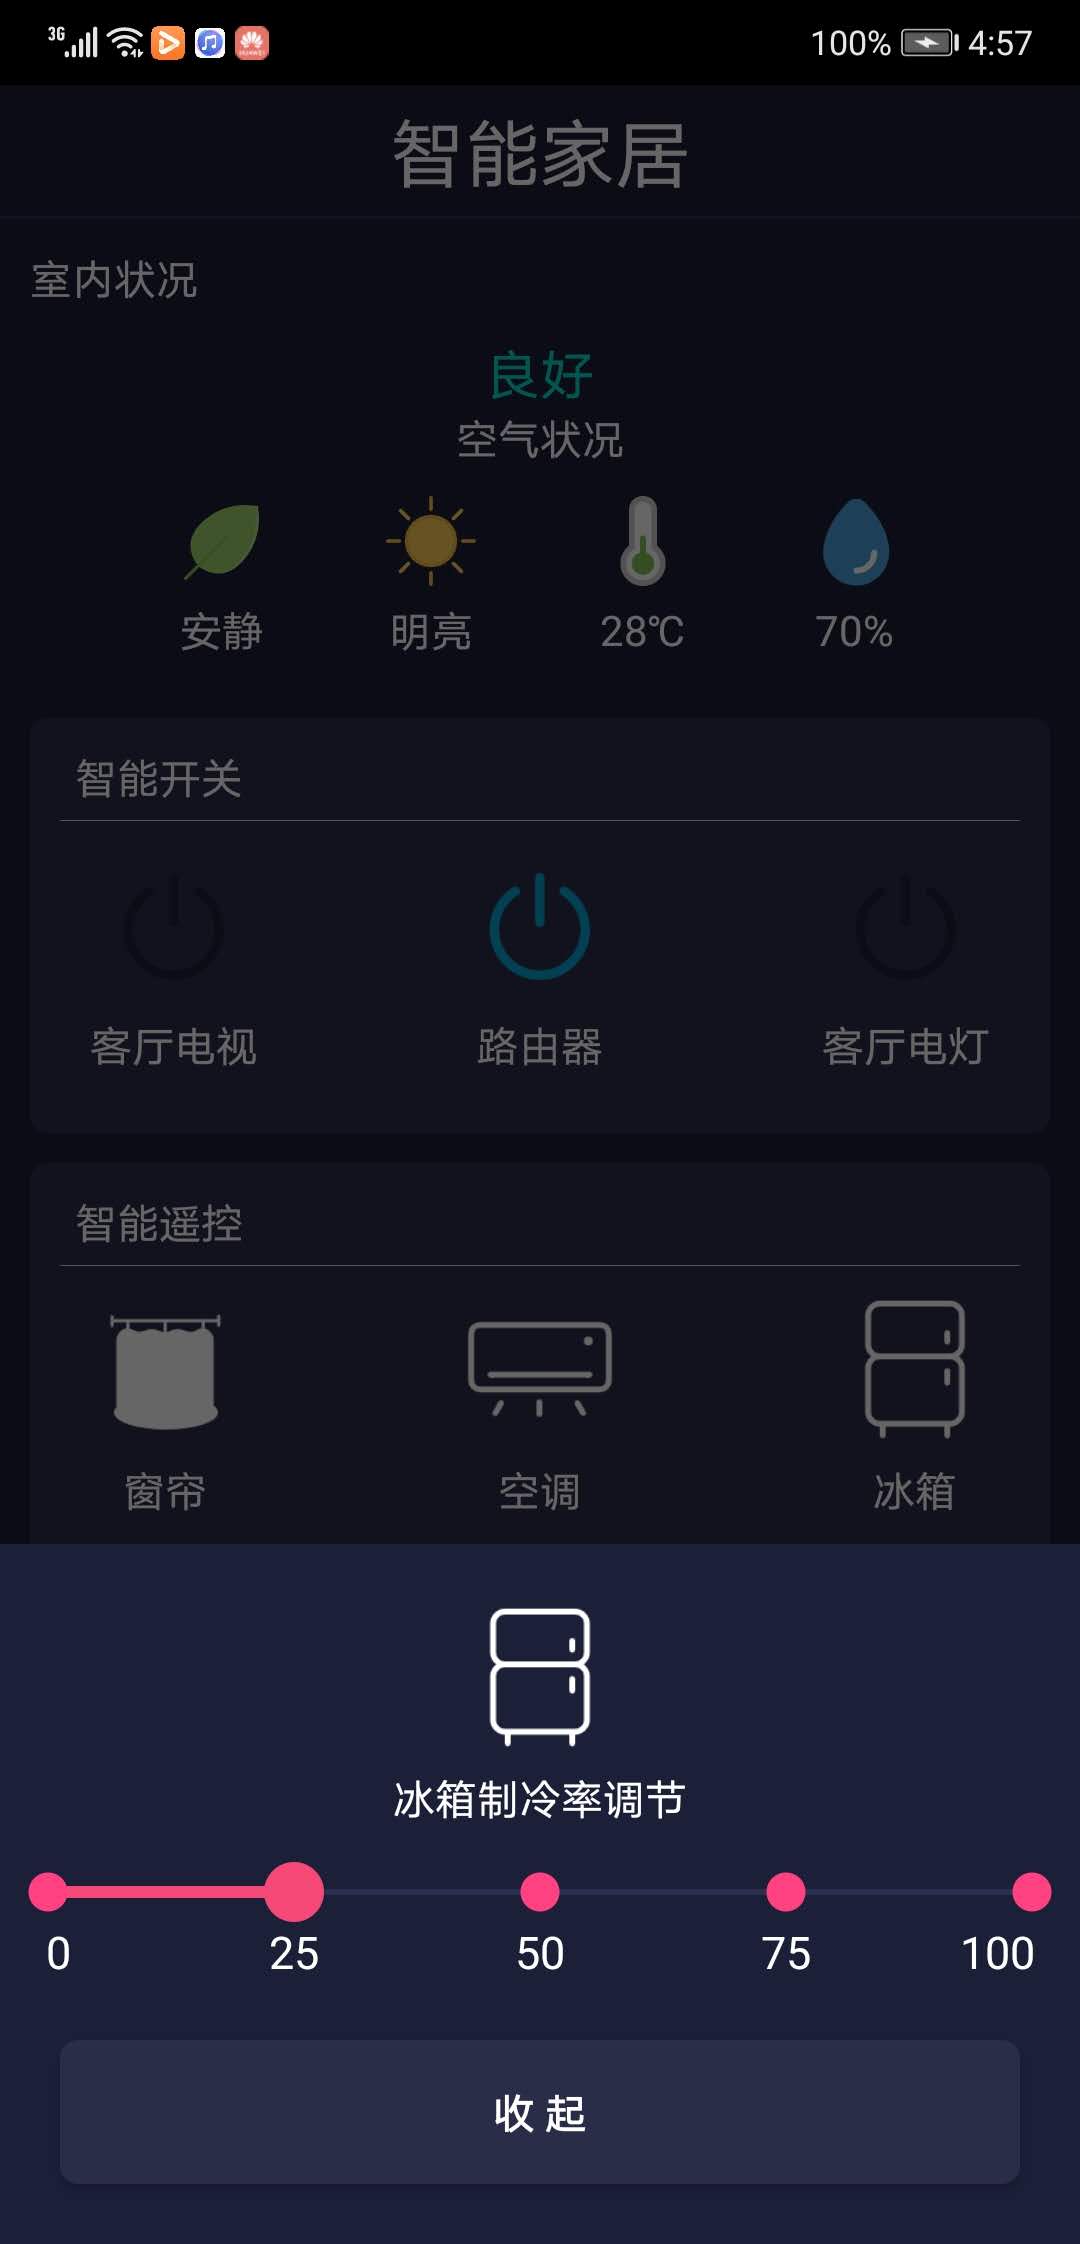 3G 100% 4:57
智能家居
室内状况
良好
空气状况
安静 明亮 28℃ 70%
智能开关
客厅电视 路由器 客厅电灯
智能遥控
窗帘 空调 冰箱
冰箱制冷率调节
0 25 50 75 100
收起